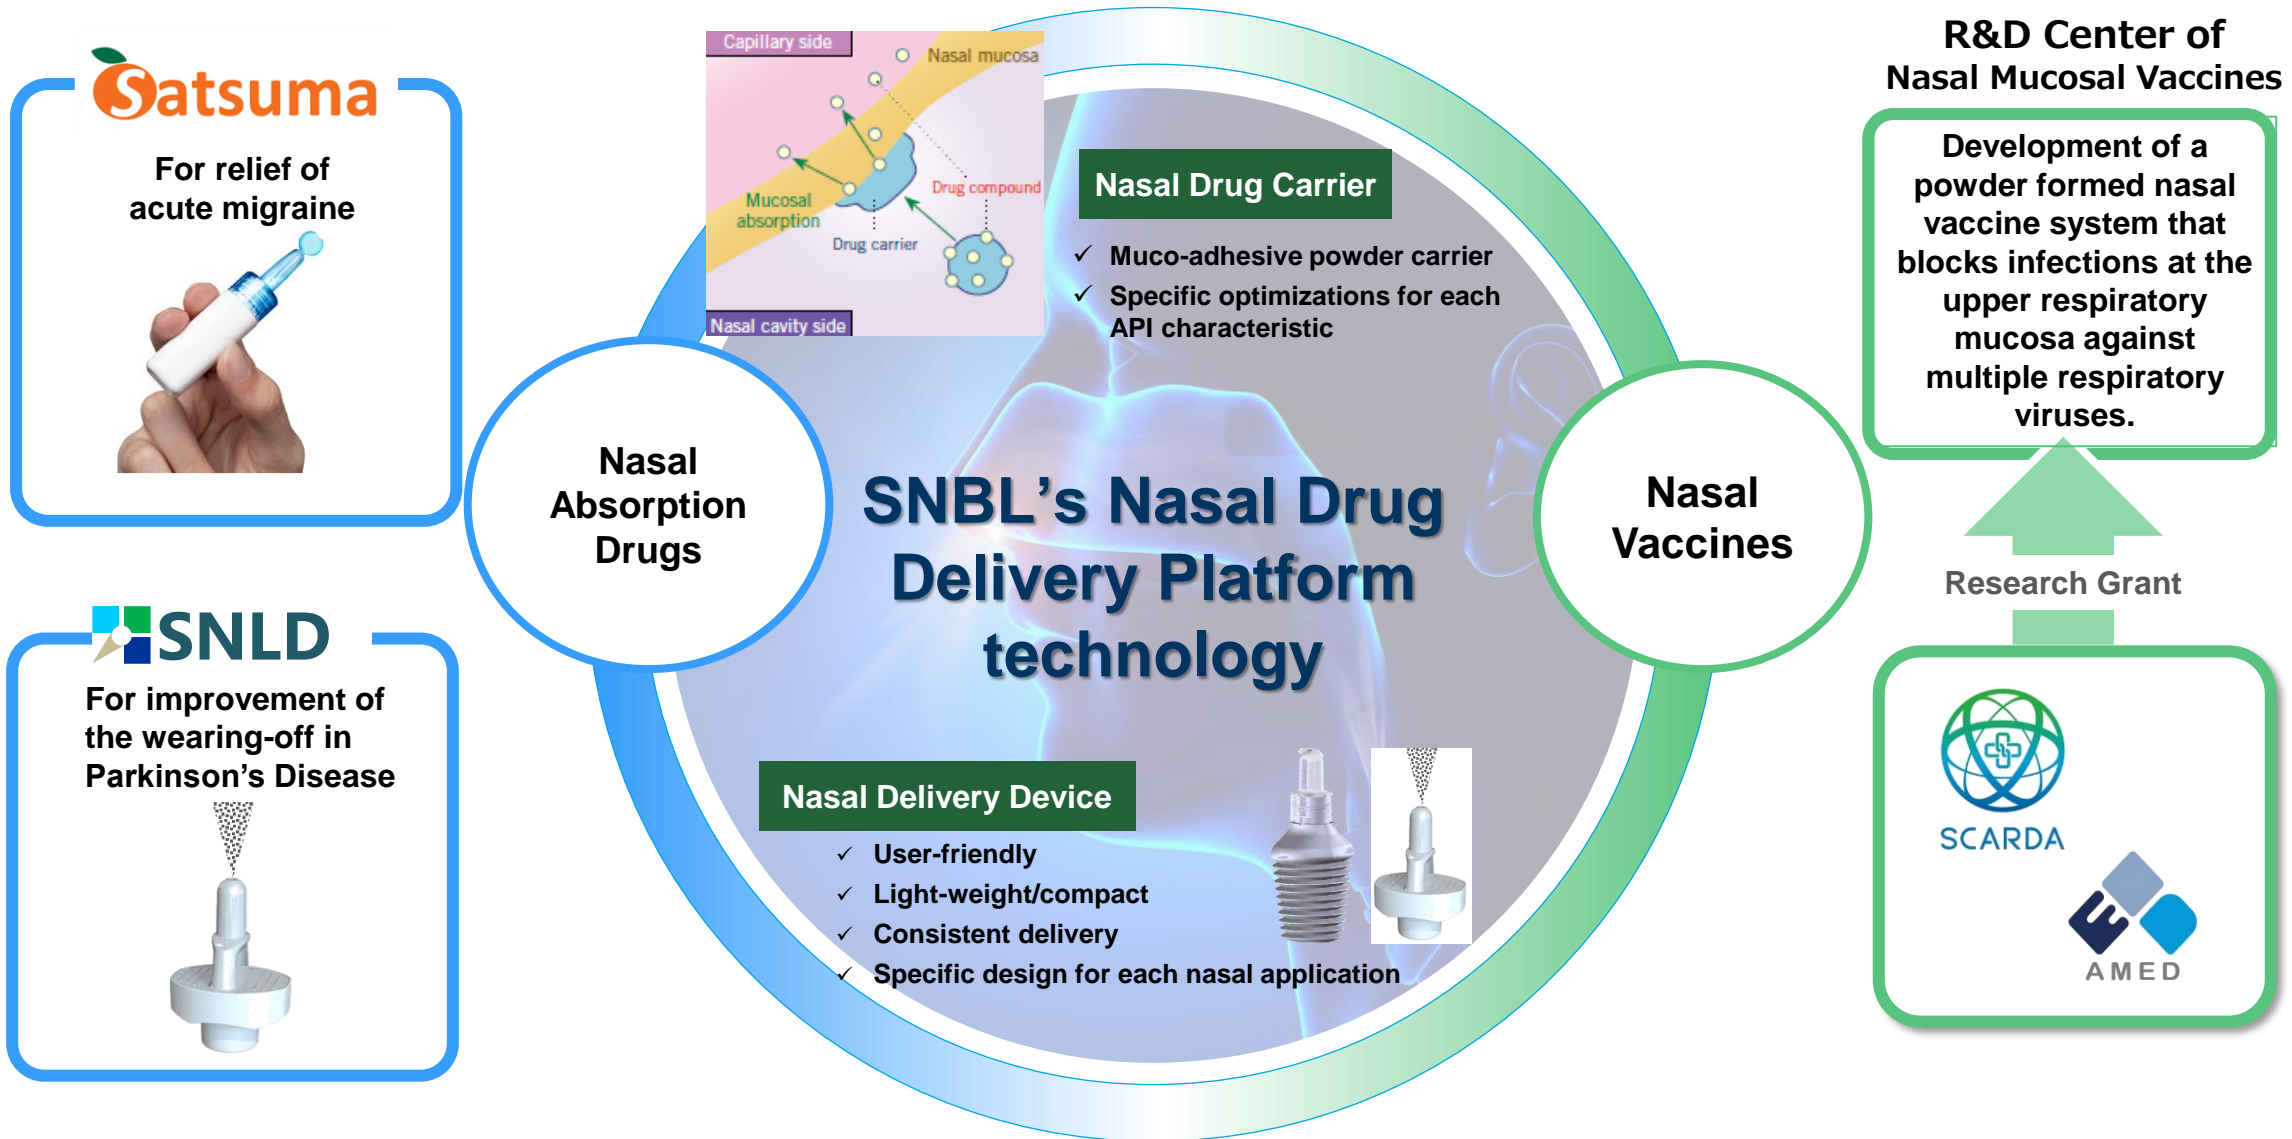 Satsuma
For relief of
acute migraine
SNLD
For improvement of
the wearing-off in
Parkinson's Disease
Nasal
Absorption
Drugs
Capillary side
Nasal mucosa
Drug compound
Mucosal
absorption
Drug carrier
Nasal cavity side
Nasal Drug Carrier
✓ Muco-adhesive powder carrier
✓ Specific optimizations for each
API characteristic
SNBL’s Nasal Drug
Delivery Platform
technology
Nasal Delivery Device
✓ User-friendly
✓ Light-weight/compact
✓ Consistent delivery
✓ Specific design for each nasal application
Nasal
Vaccines
R&D Center of
Nasal Mucosal Vaccines
Development of a
powder formed nasal
vaccine system that
blocks infections at the
upper respiratory
mucosa against
multiple respiratory
viruses.
Research Grant
SCARDA
AMED